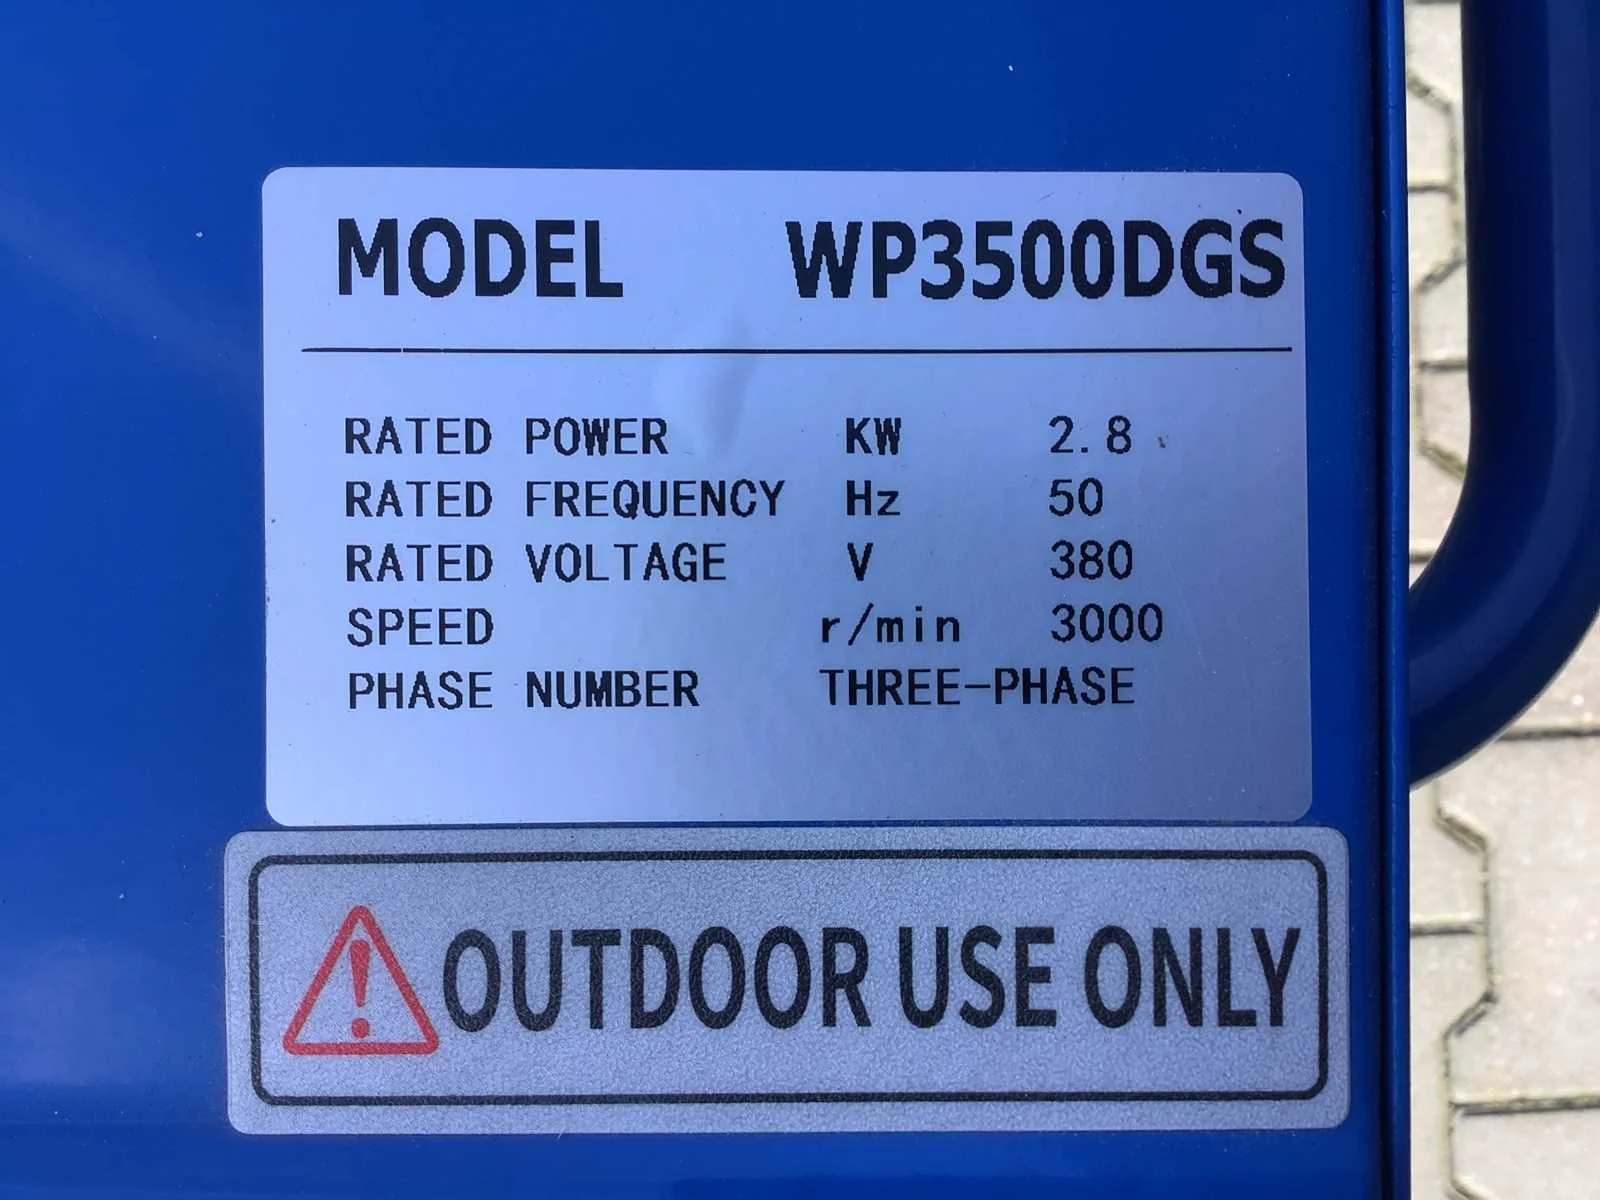 MODEL WP3500DGS
RATED POWER KW 2.8
RATED FREQUENCY Hz 50
RATED VOLTAGE V 380
SPEED r/min 3000
PHASE NUMBER THREE-PHASE
OUTDOOR USE ONLY